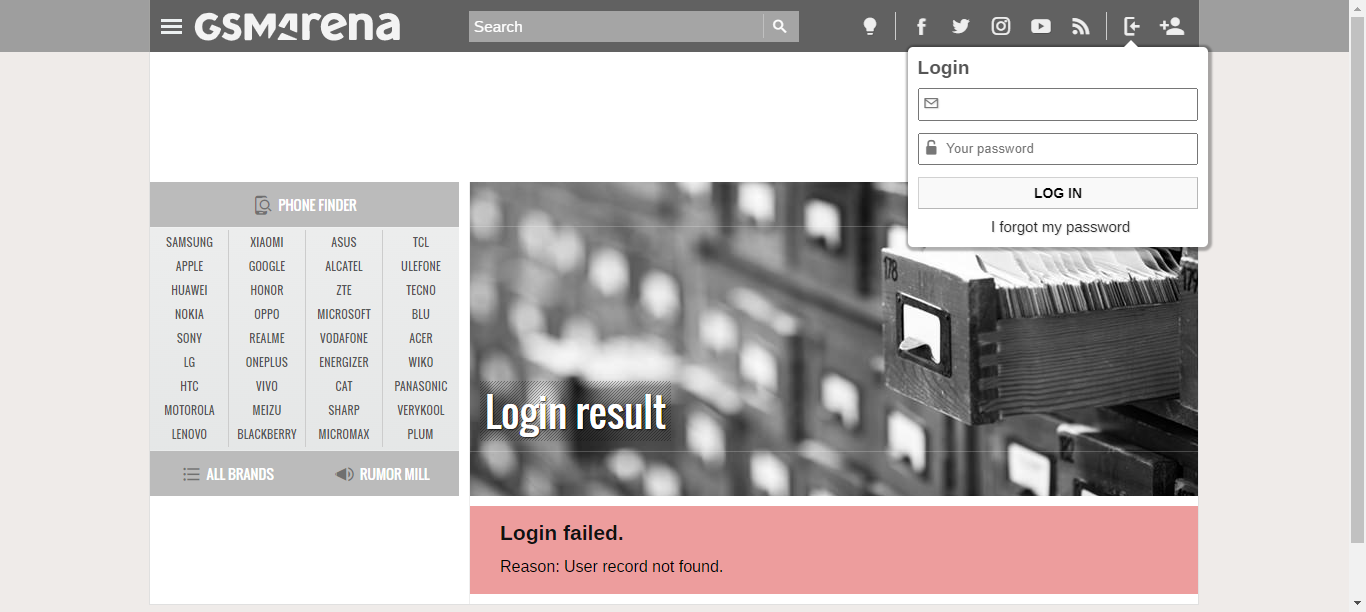 GSMArena
Search
Login
Your password
LOG IN
I forgot my password
PHONE FINDER
SAMSUNG XIAOMI ASUS TCL
APPLE GOOGLE ALCATEL ULEFONE
HUAWEI HONOR ZTE TECNO
NOKIA OPPO MICROSOFT BLU
SONY REALME VODAFONE ACER
LG ONEPLUS ENERGIZER WIKO
HTC VIVO CAT PANASONIC
MOTOROLA MEIZU SHARP VERYKOOL
LENOVO BLACKBERRY MICROMAX PLUM
ALL BRANDS RUMOR MILL
178
Login result
Login failed.
Reason: User record not found.